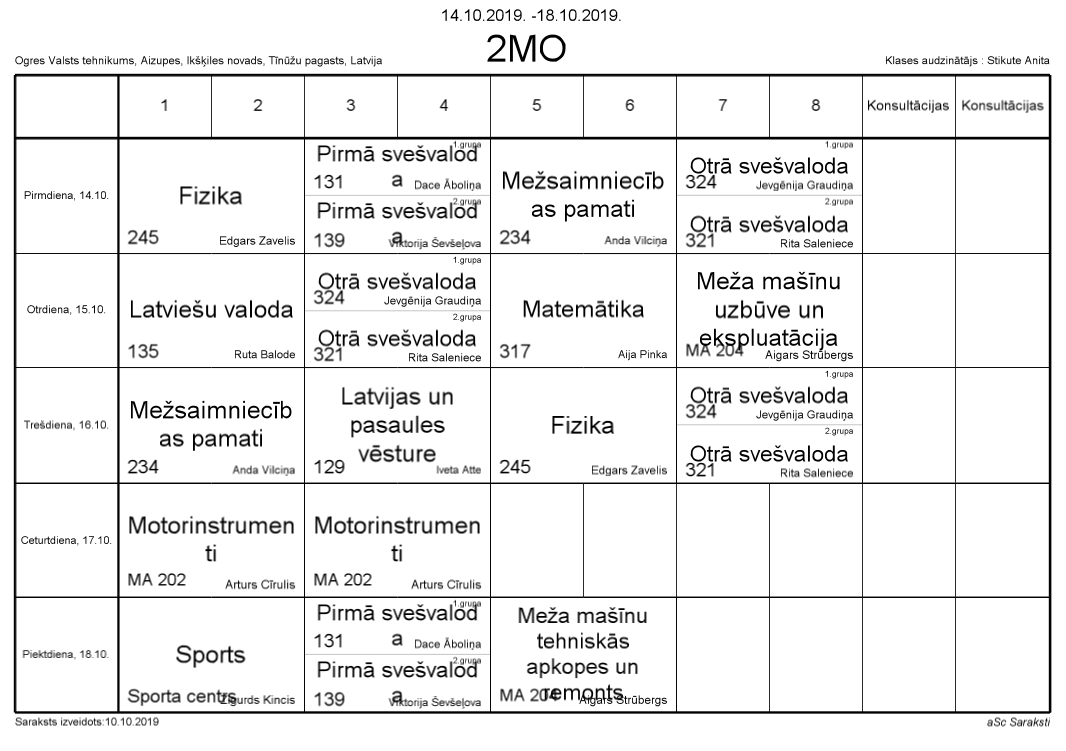 14.10.2019. -18.10.2019.
2MO
Ogres Valsts tehnikums, Aizupes, Ikšķiles novads, Tīnūžu pagasts, Latvija
Klases audzinātājs : Stikute Anita
1 2 3 4 5 6 7 8 Konsultācijas Konsultācijas
Pirmdiena, 14.10.
Fizika
245 Edgars Zavelis
1.grupa
Pirmā svešvalod
a
131 Dace Āboliņa
2.grupa
Pirmā svešvalod
a
139 Viktorija Ševšeļova
Mežsaimniecīb
as pamati
234 Anda Vilciņa
1.grupa
Otrā svešvaloda
324 Jevgēnija Graudiņa
2.grupa
Otrā svešvaloda
321 Rita Saleniece
Otrdiena, 15.10.
Latviešu valoda
135 Ruta Balode
1.grupa
Otrā svešvaloda
324 Jevgēnija Graudiņa
2.grupa
Otrā svešvaloda
321 Rita Saleniece
Matemātika
317 Aija Pinka
Meža mašīnu
uzbūve un
ekspluatācija
MA 204 Aigars Strūbergs
Trešdiena, 16.10.
Mežsaimniecīb
as pamati
234 Anda Vilciņa
Latvijas un
pasaules
vēsture
129 Iveta Atte
Fizika
245 Edgars Zavelis
1.grupa
Otrā svešvaloda
324 Jevgēnija Graudiņa
2.grupa
Otrā svešvaloda
321 Rita Saleniece
Ceturtdiena, 17.10.
Motorinstrumen
ti
MA 202 Arturs Cīrulis
Motorinstrumen
ti
MA 202 Arturs Cīrulis
Piektdiena, 18.10.
Sports
Sporta centrs Zigurds Kincis
1.grupa
Pirmā svešvalod
a
131 Dace Āboliņa
2.grupa
Pirmā svešvalod
a
139 Viktorija Ševšeļova
Meža mašīnu
tehniskās
apkopes un
remonts
MA 204 Aigars Strūbergs
Saraksts izveidots:10.10.2019
aSc Saraksti